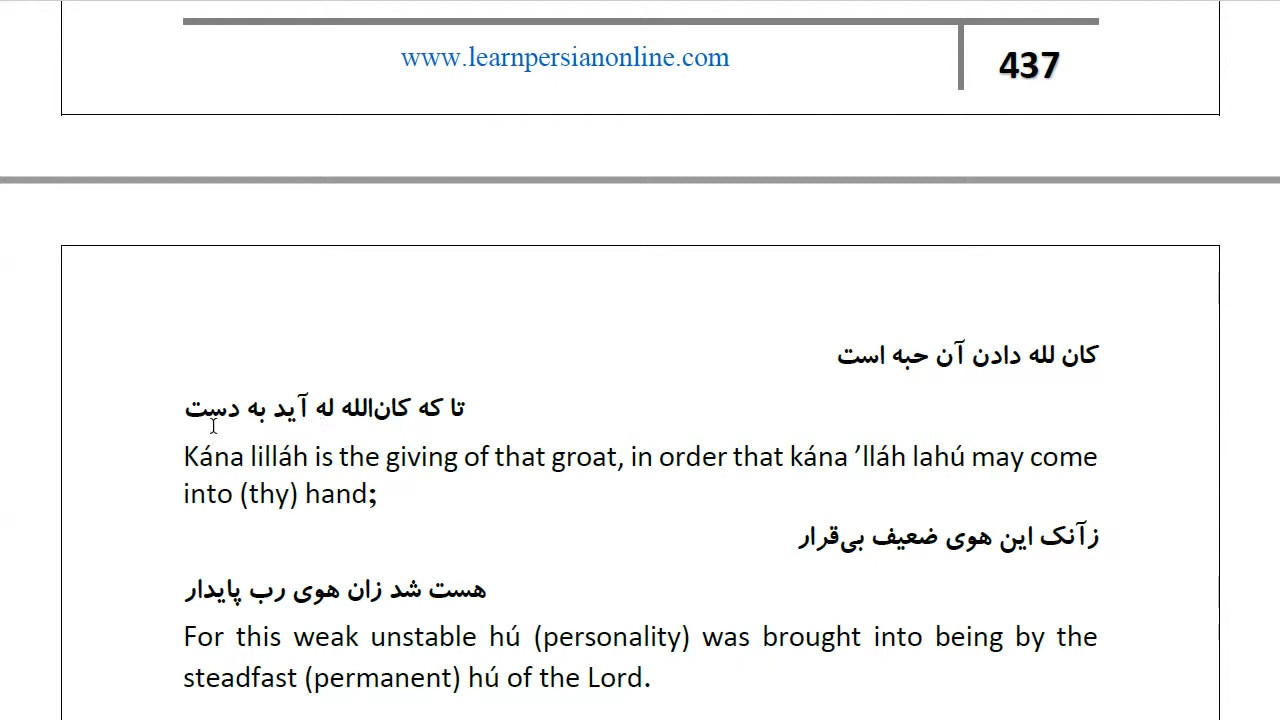 www.learnpersianonline.com
437
کان لله دادن آن حبه است
تا که کان‌الله له آید به دست
Kána lilláh is the giving of that groat, in order that kána ’lláh lahú may come
into (thy) hand;
زآنک این هوی ضعیف بی‌قرار
هست شد زان هوی رب پایدار
For this weak unstable hú (personality) was brought into being by the
steadfast (permanent) hú of the Lord.